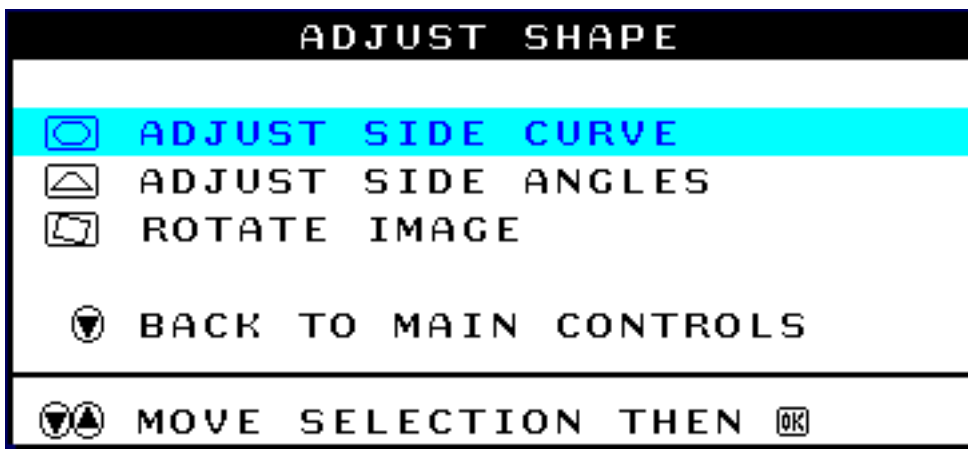 ADJUST SHAPE
ADJUST SIDE CURVE
ADJUST SIDE ANGLES
ROTATE IMAGE
BACK TO MAIN CONTROLS
MOVE SELECTION THEN OK